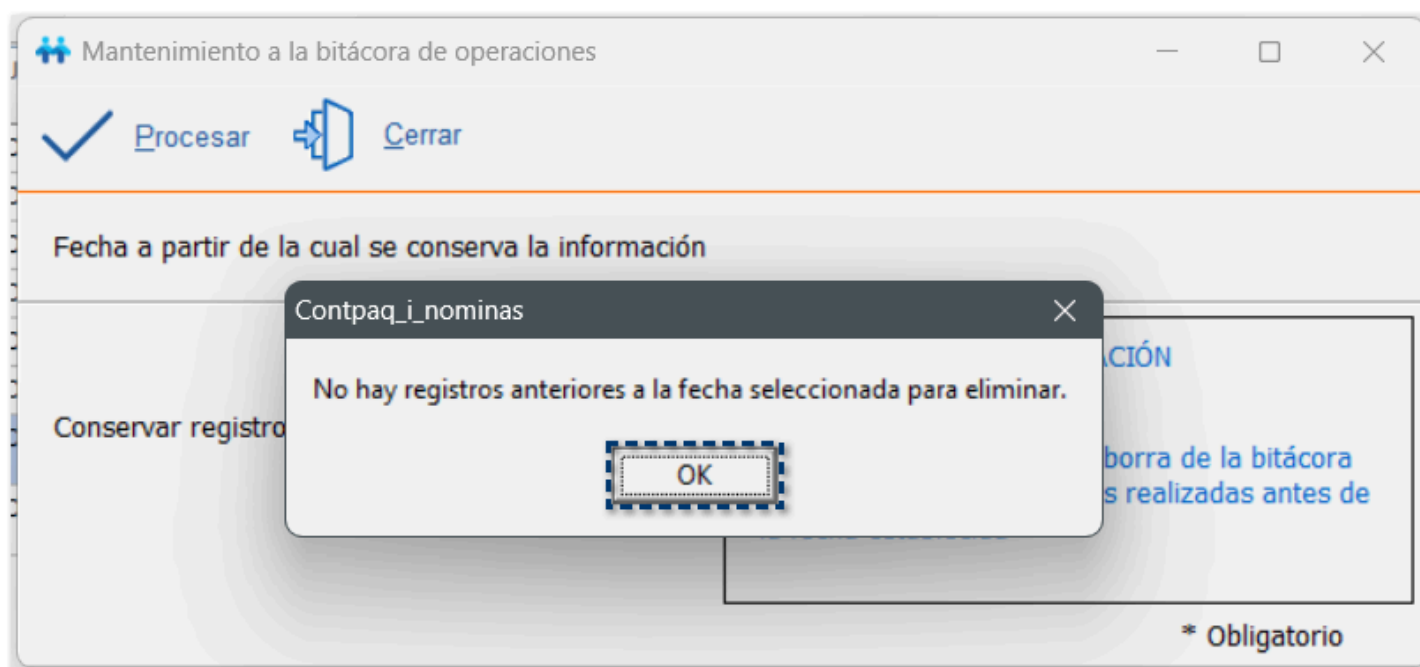 Mantenimiento a la bitácora de operaciones
Procesar Cerrar
Fecha a partir de la cual se conserva la información
Contpaq_i_nominas
No hay registros anteriores a la fecha seleccionada para eliminar.
OK
Conservar registro
CIÓN
borra de la bitácora
s realizadas antes de
* Obligatorio